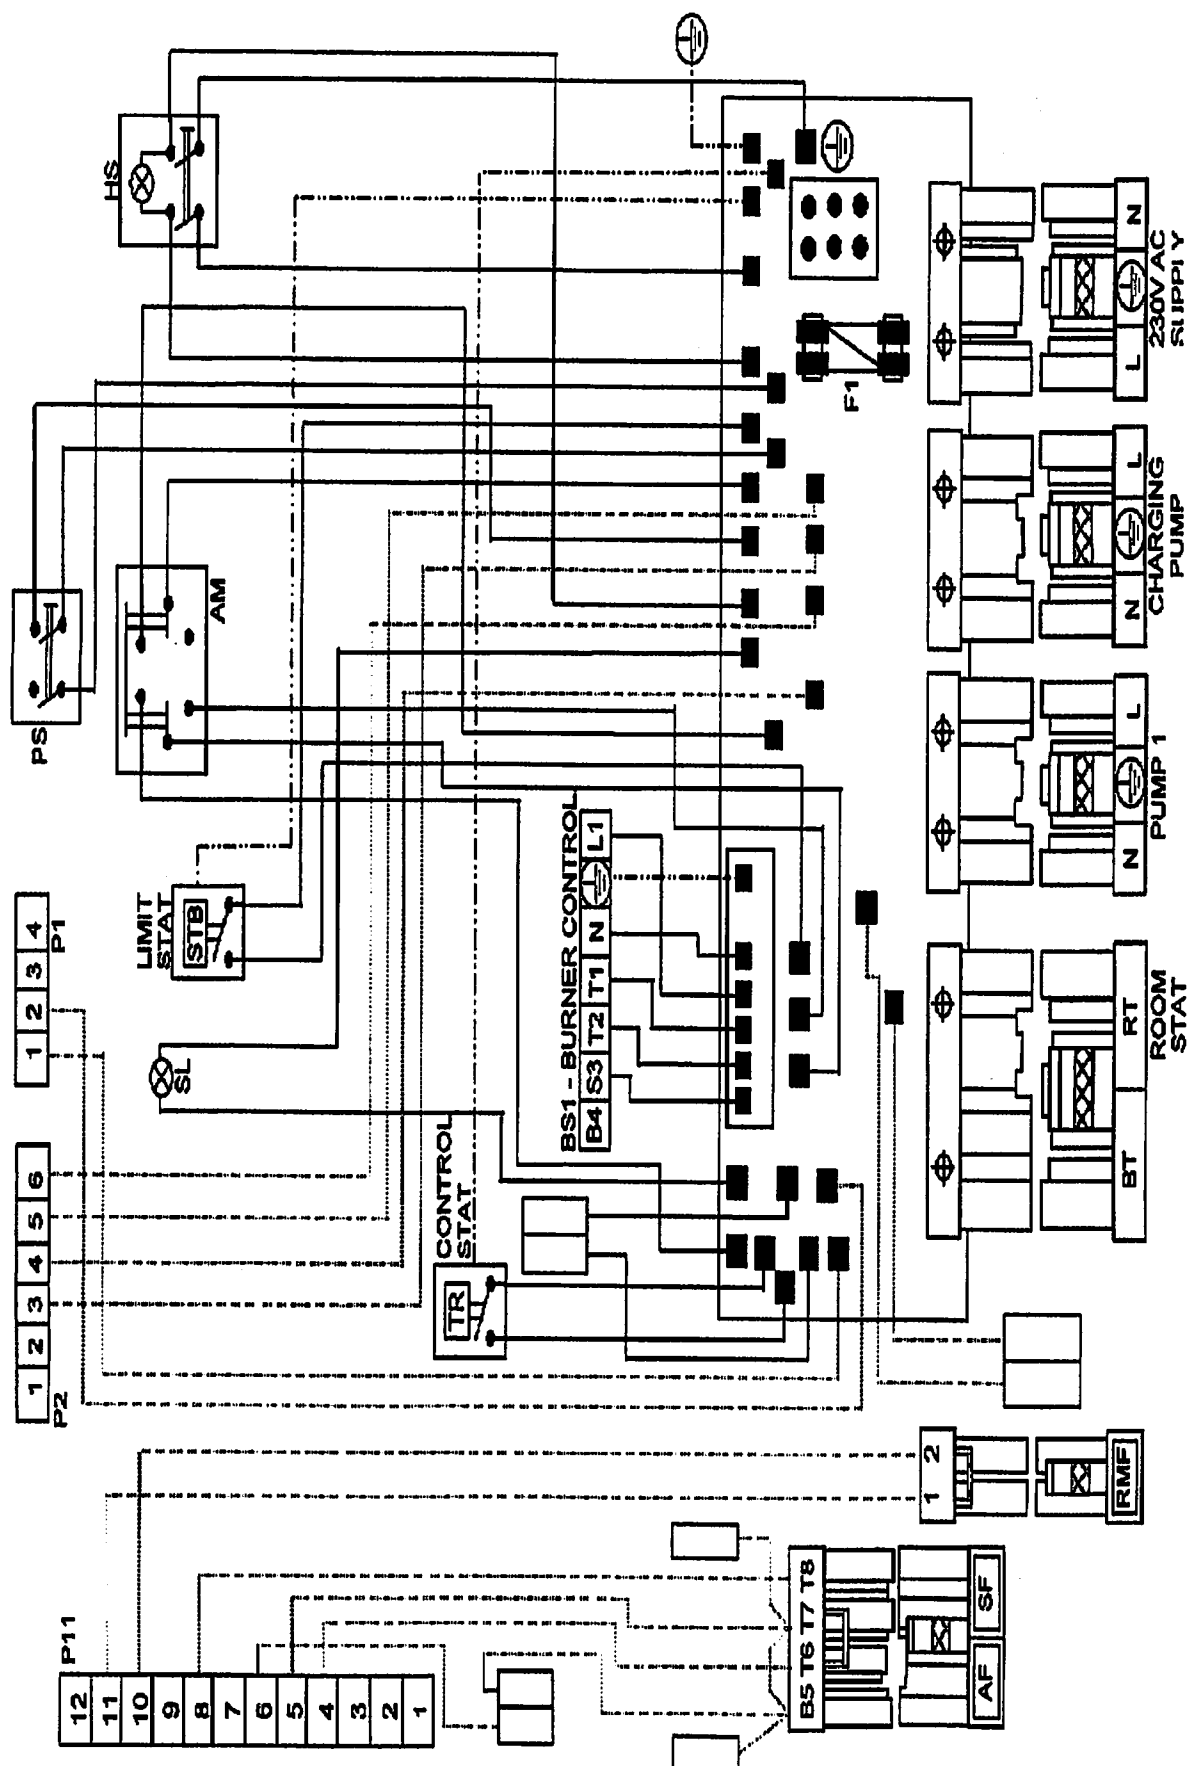 1 2 3 4 5 6
P2
1 2 3 4
P1
PS
P11
12
11
10
9
8
7
6
5
4
3
2
1
SL
LIMIT
STAT
STB
AM
HS
CONTROL
STAT
TR
BS1 - BURNER CONTROL
B4 S3 T2 T1 N L1
F1
B5 T6 T7 T8
AF SF
1 2
RMF
BT RT
ROOM
STAT
N L
PUMP 1
N L
CHARGING
PUMP
L N
230V AC
SUPPLY